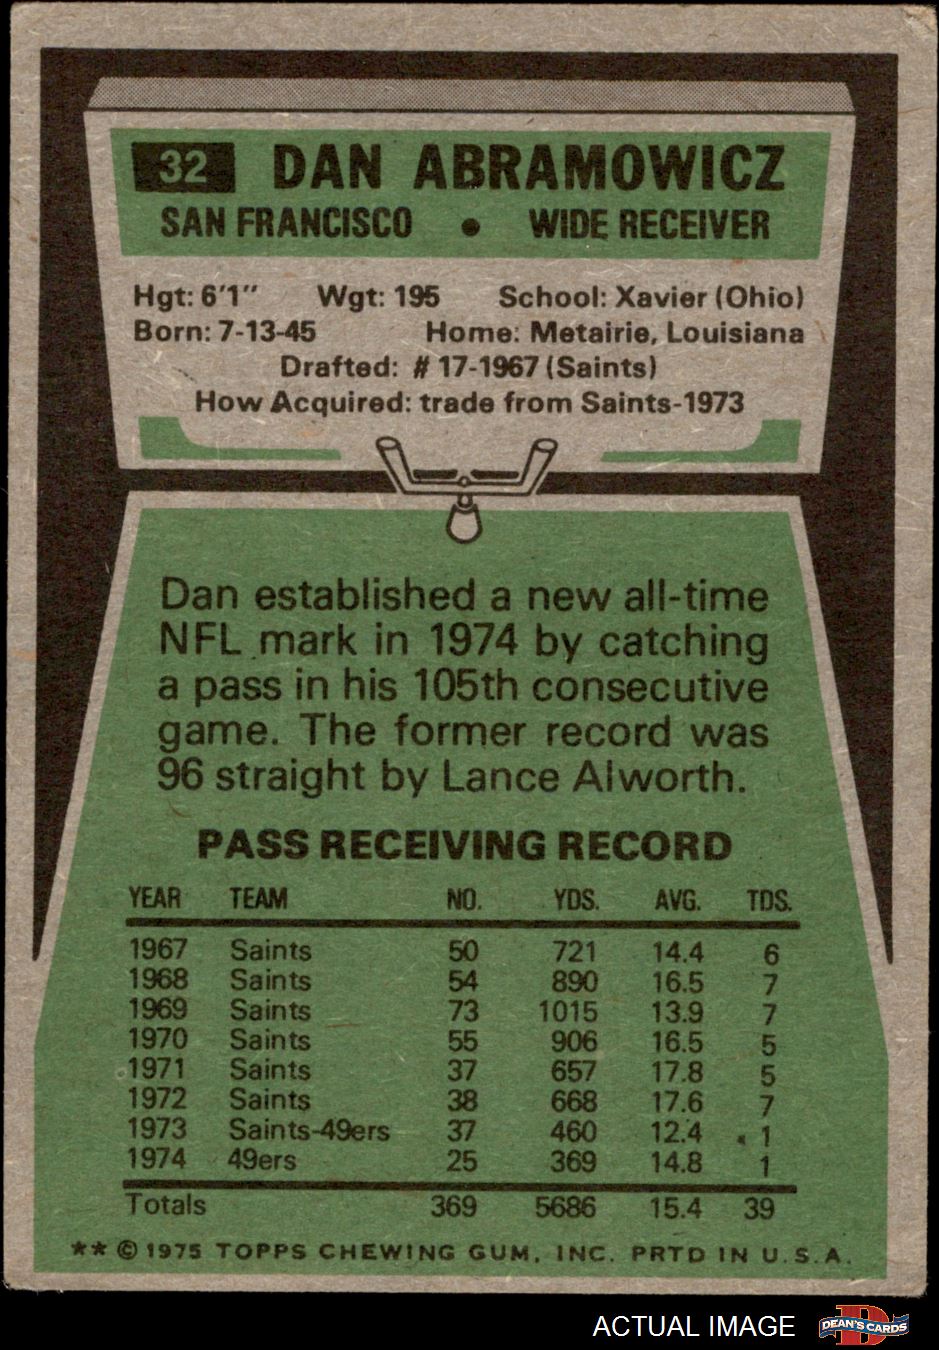 32 DAN ABRAMOWICZ
SAN FRANCISCO • WIDE RECEIVER
Hgt: 6'1" Wgt: 195 School: Xavier (Ohio)
Born: 7-13-45 Home: Metairie, Louisiana
Drafted: # 17-1967 (Saints)
How Acquired: trade from Saints-1973
Dan established a new all-time
NFL mark in 1974 by catching
a pass in his 105th consecutive
game. The former record was
96 straight by Lance Alworth.
PASS RECEIVING RECORD
YEAR TEAM NO. YDS. AVG. TDS.
1967 Saints 50 721 14.4 6
1968 Saints 54 890 16.5 7
1969 Saints 73 1015 13.9 7
1970 Saints 55 906 16.5 5
1971 Saints 37 657 17.8 5
1972 Saints 38 668 17.6 7
1973 Saints-49ers 37 460 12.4 1
1974 49ers 25 369 14.8 1
Totals 369 5686 15.4 39
** © 1975 TOPPS CHEWING GUM, INC. PRTD IN U.S.A.
ACTUAL IMAGE D DEAN'S CARDS